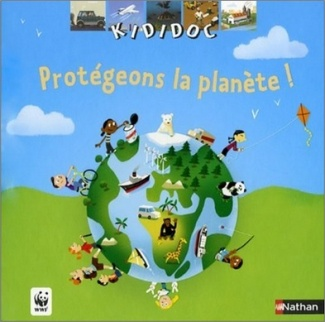 KIDIDOC
Protégeons la planète !
WWF
Nathan